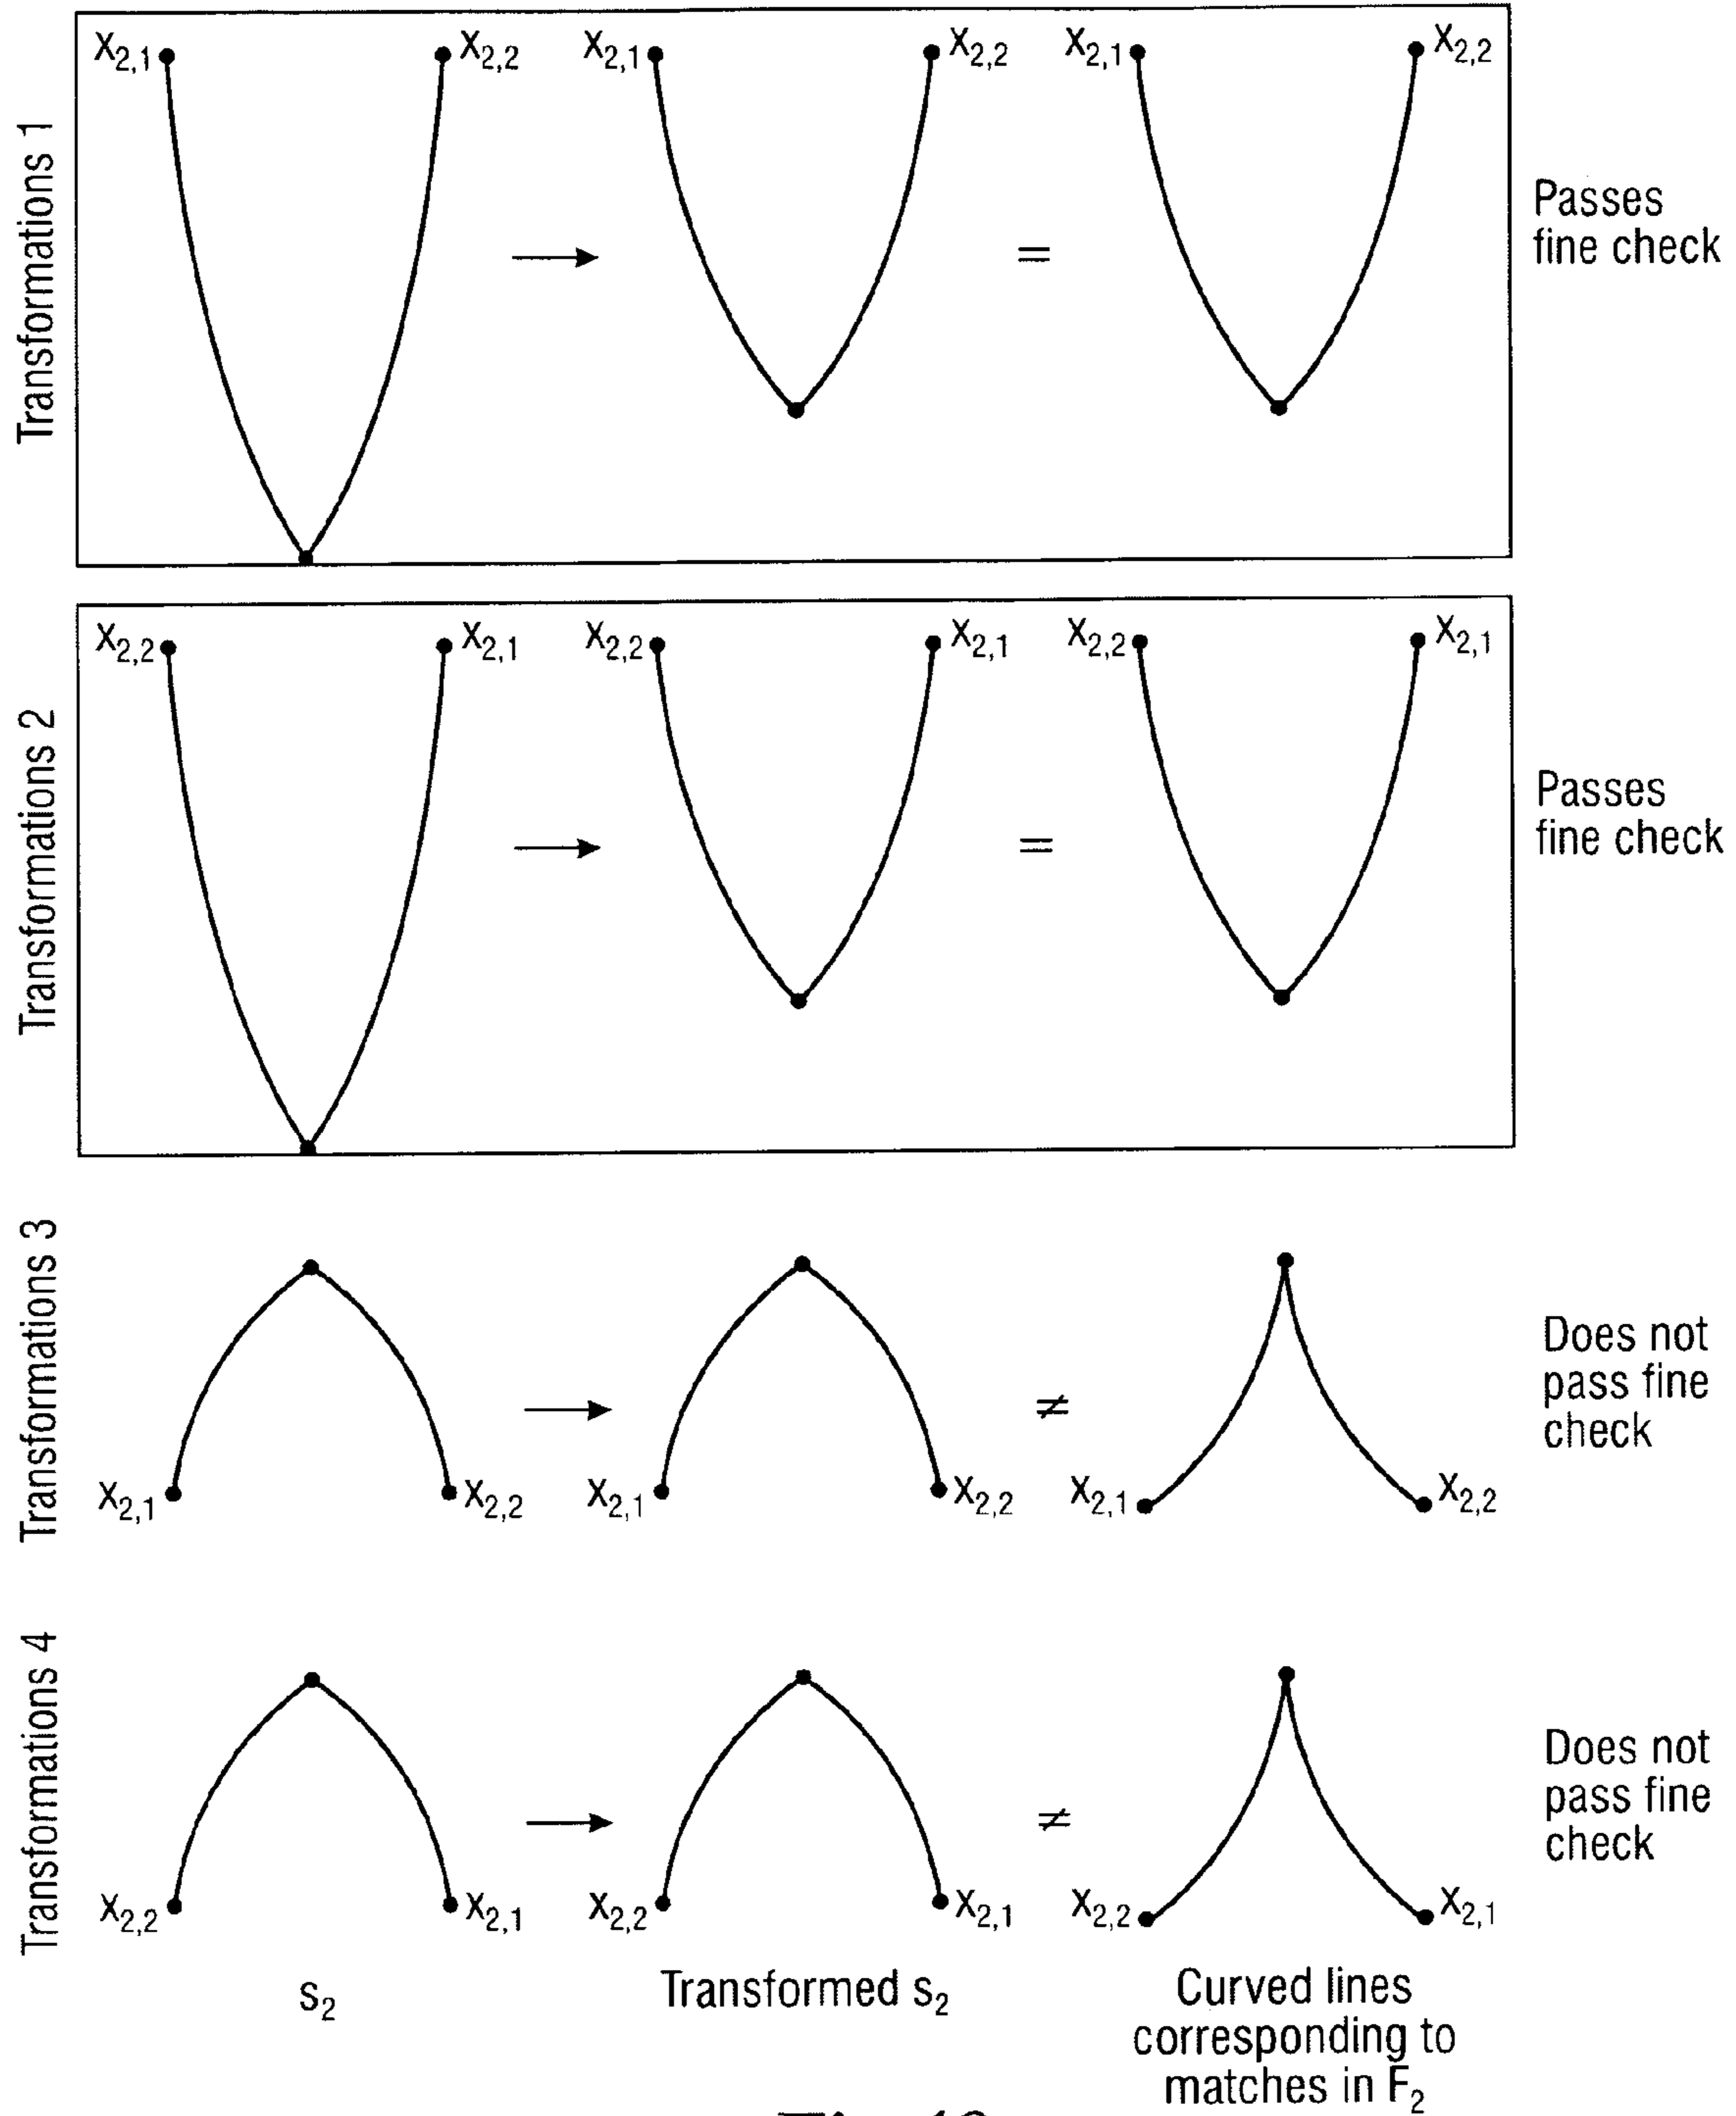 Transformations 1
X2,1 X2,2 → X2,1 X2,2 = X2,1 X2,2
Passes
fine check
Transformations 2
X2,2 X2,1 → X2,2 X2,1 = X2,2 X2,1
Passes
fine check
Transformations 3
X2,1 X2,2 → X2,1 X2,2 ≠ X2,1 X2,2
Does not
pass fine
check
Transformations 4
X2,2 X2,1 → X2,2 X2,1 ≠ X2,2 X2,1
Does not
pass fine
check
s2
Transformed s2
Curved lines
corresponding to
matches in F2